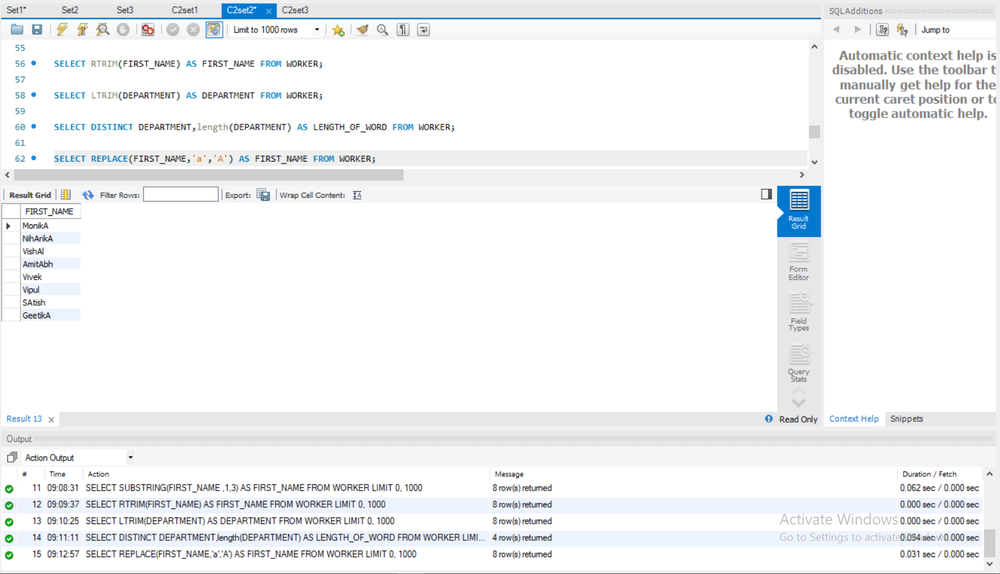 Set1* Set2 Set3 C2set1 C2set2* C2set3
SQLAdditions
Limit to 1000 rows
Jump to
55
56 SELECT RTRIM(FIRST_NAME) AS FIRST_NAME FROM WORKER;
57
58 SELECT LTRIM(DEPARTMENT) AS DEPARTMENT FROM WORKER;
59
60 SELECT DISTINCT DEPARTMENT,length(DEPARTMENT) AS LENGTH_OF_WORD FROM WORKER;
61
62 SELECT REPLACE(FIRST_NAME,'a','A') AS FIRST_NAME FROM WORKER;
Automatic context help is
disabled. Use the toolbar t
manually get help for the
current caret position or to
toggle automatic help.
Result Grid Filter Rows: Export: Wrap Cell Content:
FIRST_NAME
MonikA
NihArikA
VishAl
AmitAbh
Vivek
Vipul
SAtish
GeetikA
Result
Grid
Form
Editor
Field
Types
Query
Stats
Result 13
Read Only
Context Help Snippets
Output
Action Output
# Time Action Message Duration / Fetch
11 09:08:31 SELECT SUBSTRING(FIRST_NAME ,1,3) AS FIRST_NAME FROM WORKER LIMIT 0, 1000 8 row(s) returned 0.062 sec / 0.000 sec
12 09:09:37 SELECT RTRIM(FIRST_NAME) AS FIRST_NAME FROM WORKER LIMIT 0, 1000 8 row(s) returned 0.000 sec / 0.000 sec
13 09:10:25 SELECT LTRIM(DEPARTMENT) AS DEPARTMENT FROM WORKER LIMIT 0, 1000 8 row(s) returned 0.000 sec / 0.000 sec
14 09:11:11 SELECT DISTINCT DEPARTMENT,length(DEPARTMENT) AS LENGTH_OF_WORD FROM WORKER LIMI... 4 row(s) returned 0.094 sec / 0.000 sec
15 09:12:57 SELECT REPLACE(FIRST_NAME,'a','A') AS FIRST_NAME FROM WORKER LIMIT 0, 1000 8 row(s) returned 0.031 sec / 0.000 sec
Activate Windows
Go to Settings to activate Windows.